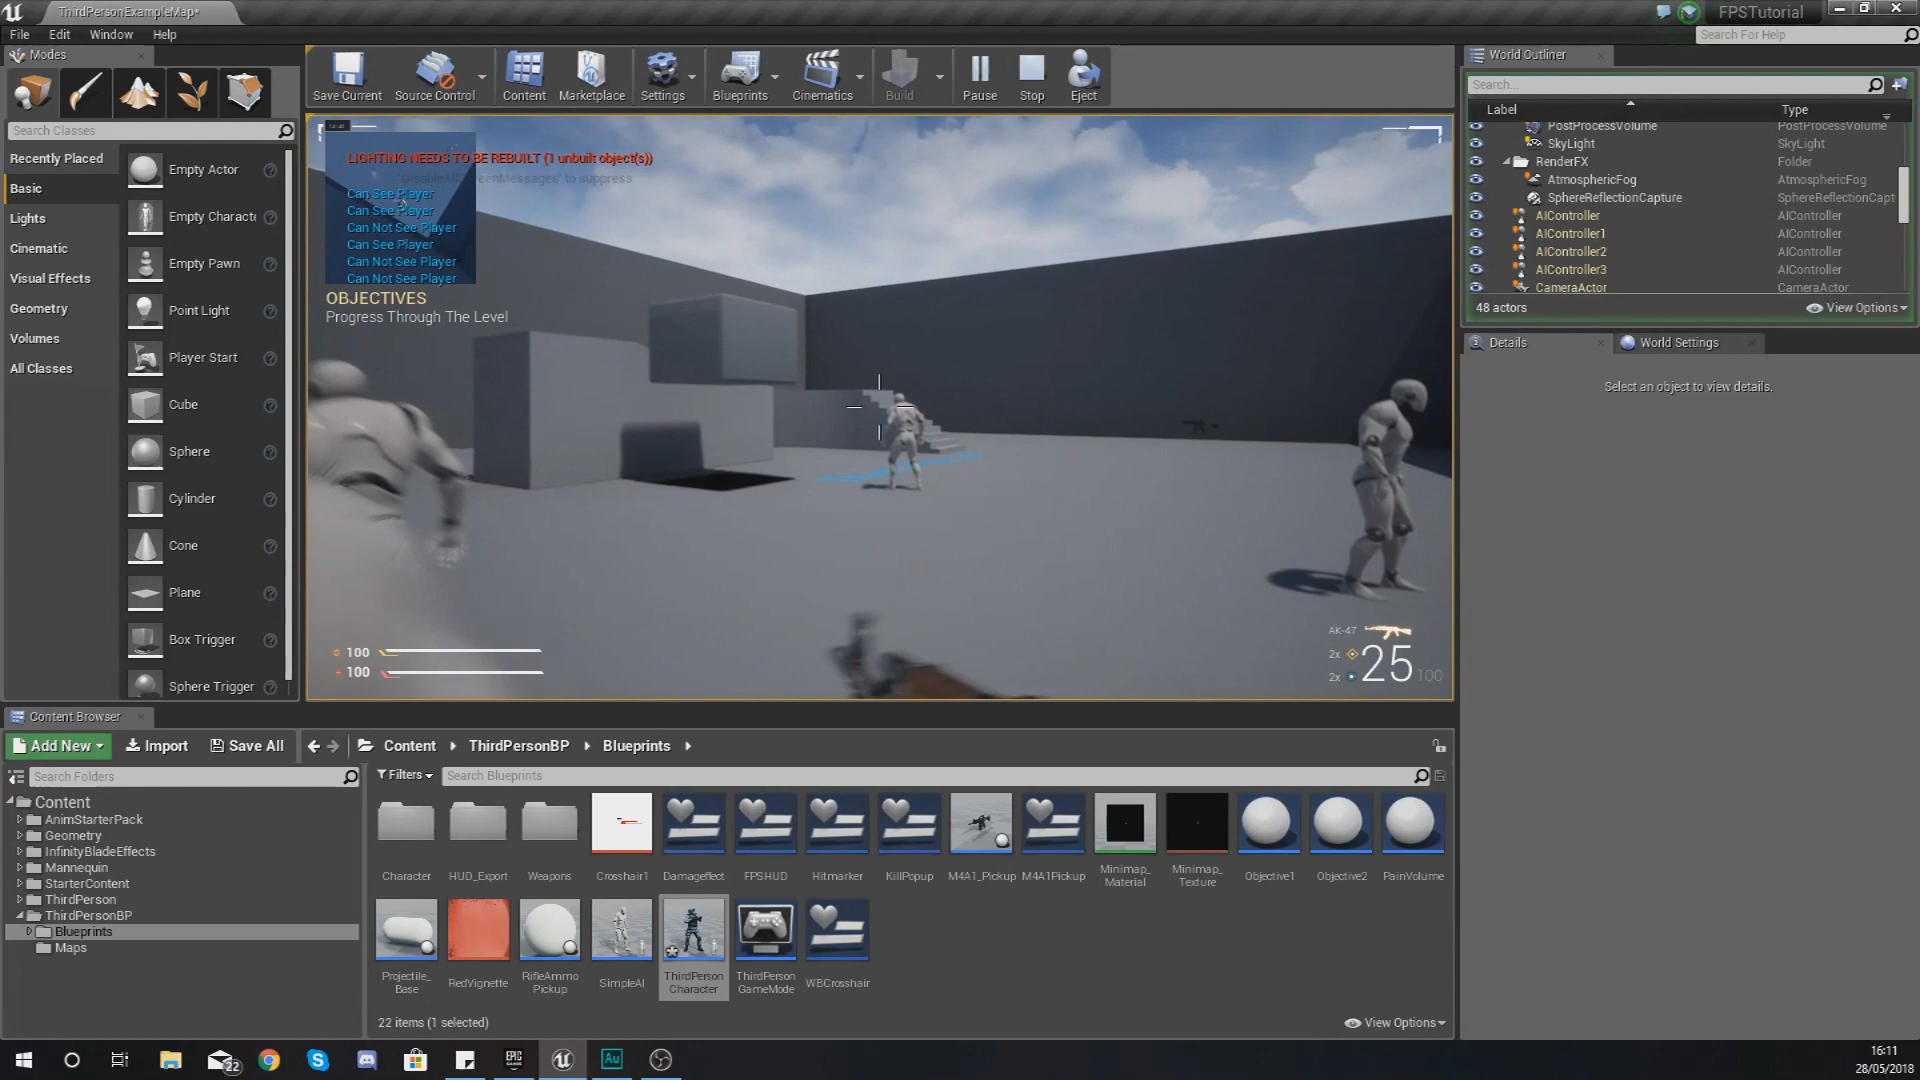 ThirdPersonExampleMap*
FPSTutorial
File Edit Window Help
Search For Help
Modes
Save Current
Source Control
Content
Marketplace
Settings
Blueprints
Cinematics
Build
Pause
Stop
Eject
Search Classes
Recently Placed
Basic
Lights
Cinematic
Visual Effects
Geometry
Volumes
All Classes
Empty Actor
Empty Charact
Empty Pawn
Point Light
Player Start
Cube
Sphere
Cylinder
Cone
Plane
Box Trigger
Sphere Trigger
LIGHTING NEEDS TO BE REBUILT (1 unbuilt object(s))
to suppress
Can See Player
Can See Player
Can Not See Player
Can See Player
Can Not See Player
Can Not See Player
OBJECTIVES
Progress Through The Level
100
100
AK-47
2x
2x
25 100
World Outliner
Search...
Label Type
PostProcessVolume PostProcessVolume
SkyLight SkyLight
RenderFX Folder
AtmosphericFog AtmosphericFog
SphereReflectionCapture SphereReflectionCapt
AIController AIController
AIController1 AIController
AIController2 AIController
AIController3 AIController
CameraActor CameraActor
48 actors
View Options
Details
World Settings
Select an object to view details.
Content Browser
Add New
Import
Save All
Content
ThirdPersonBP
Blueprints
Search Folders
Filters
Search Blueprints
Content
AnimStarterPack
Geometry
InfinityBladeEffects
Mannequin
StarterContent
ThirdPerson
ThirdPersonBP
Blueprints
Maps
Character
HUD_Export
Weapons
Crosshair1
Damageffect
FPSHUD
Hitmarker
KillPopup
M4A1_Pickup
M4A1Pickup
Minimap_
Material
Minimap_
Texture
Objective1
Objective2
PainVolume
Projectile_
Base
RedVignette
RifleAmmo
Pickup
SimpleAI
ThirdPerson
Character
ThirdPerson
GameMode
WBCrosshair
22 items (1 selected)
View Options
22
EPIC
GAMES
Au
16:11
28/05/2018